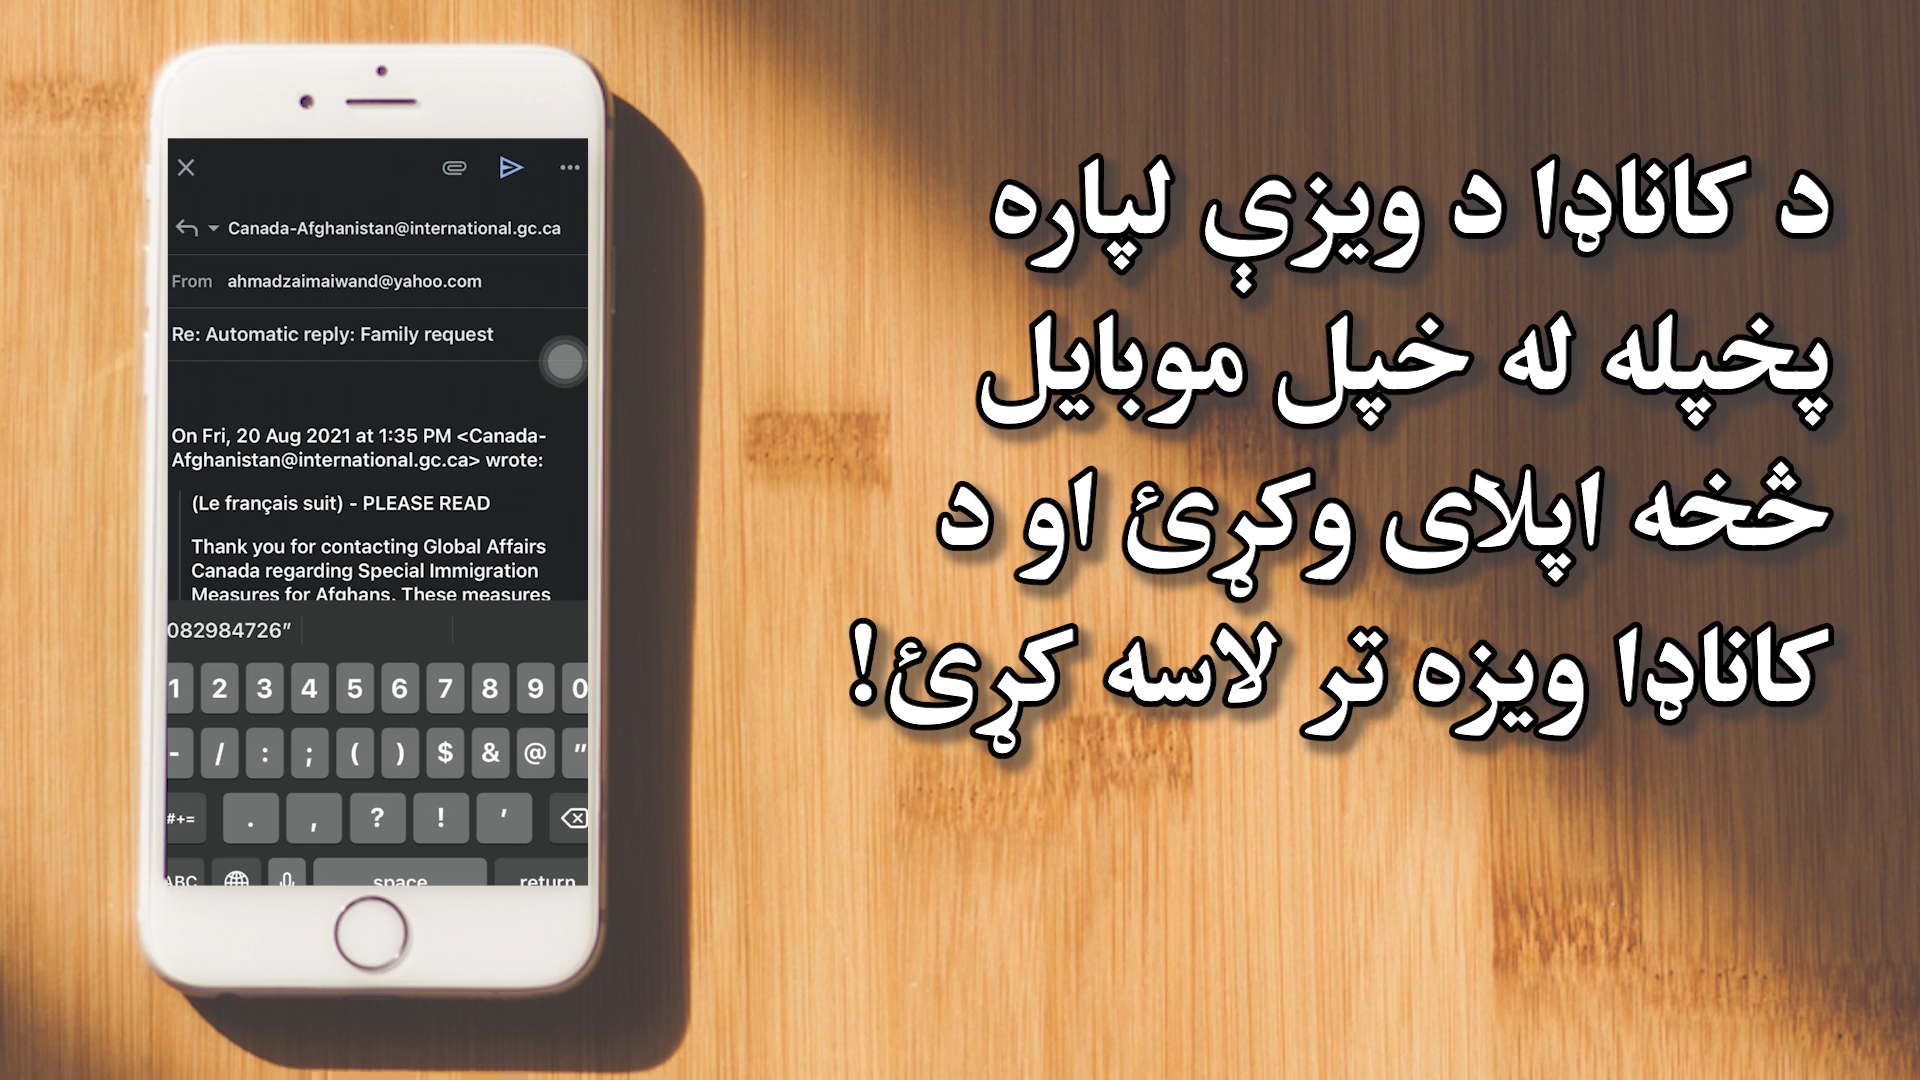 Canada-Afghanistan@international.gc.ca
From ahmadzaimaiwand@yahoo.com
Re: Automatic reply: Family request
On Fri, 20 Aug 2021 at 1:35 PM <Canada-
Afghanistan@international.gc.ca> wrote:
(Le français suit) - PLEASE READ
Thank you for contacting Global Affairs
Canada regarding Special Immigration
Measures for Afghans. These measures
082984726”
1 2 3 4 5 6 7 8 9 0
- / : ; ( ) $ & @ "
#+= . , ? ! '
ABC space return
د کاناډا د ویزې لپاره
پخپله له خپل موبایل
څخه اپلای وکړئ او د
کاناډا ویزه تر لاسه کړئ!